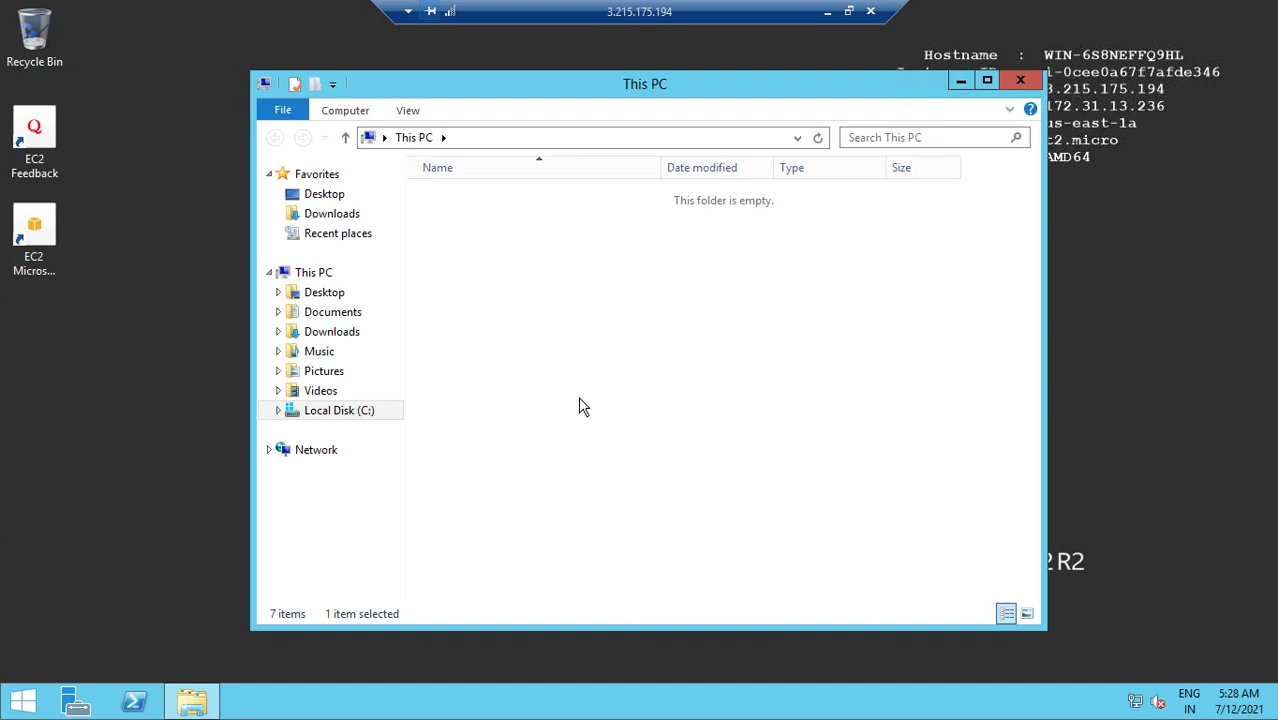 3.215.175.194
Recycle Bin
EC2
Feedback
EC2
Micros...
Hostname : WIN-6S8NEFFQ9HL
i-0cee0a67f7afde346
3.215.175.194
172.31.13.236
us-east-1a
t2.micro
AMD64
2 R2
This PC
File
Computer
View
This PC
Search This PC
Name
Date modified
Type
Size
This folder is empty.
Favorites
Desktop
Downloads
Recent places
This PC
Desktop
Documents
Downloads
Music
Pictures
Videos
Local Disk (C:)
Network
7 items
1 item selected
ENG
IN
5:28 AM
7/12/2021